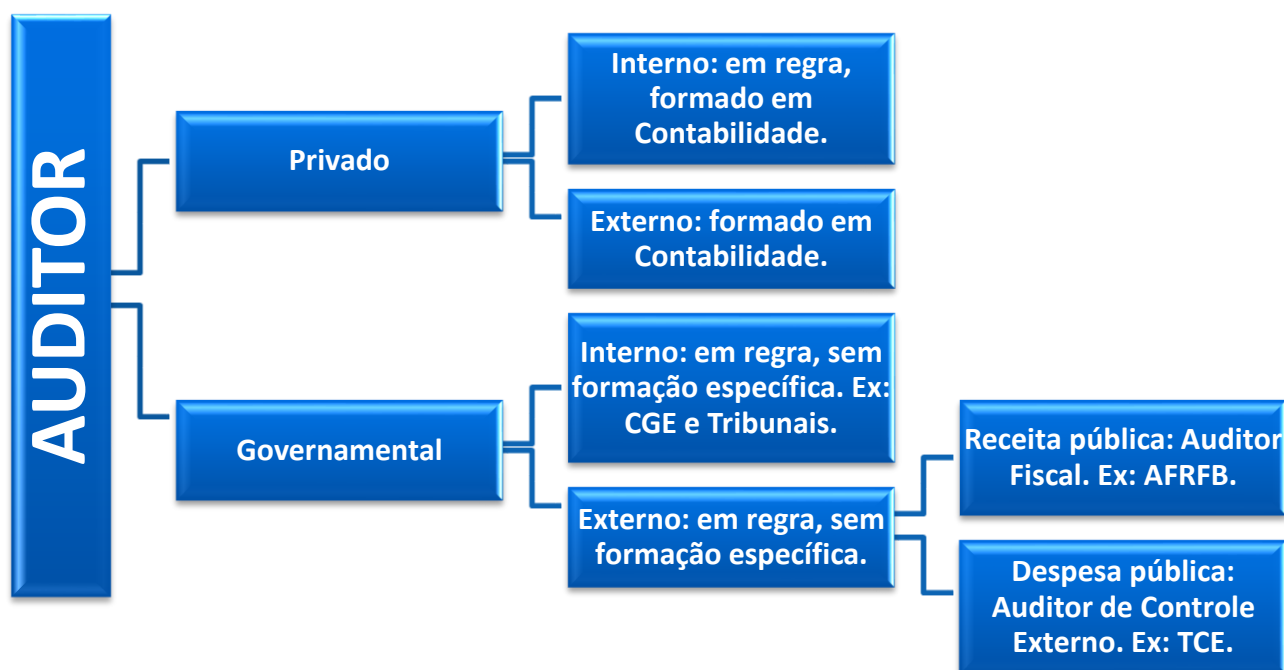 AUDITOR
Privado
Interno: em regra,
formado em
Contabilidade.
Externo: formado em
Contabilidade.
Governamental
Interno: em regra, sem
formação específica. Ex:
CGE e Tribunais.
Externo: em regra, sem
formação específica.
Receita pública: Auditor
Fiscal. Ex: AFRFB.
Despesa pública:
Auditor de Controle
Externo. Ex: TCE.